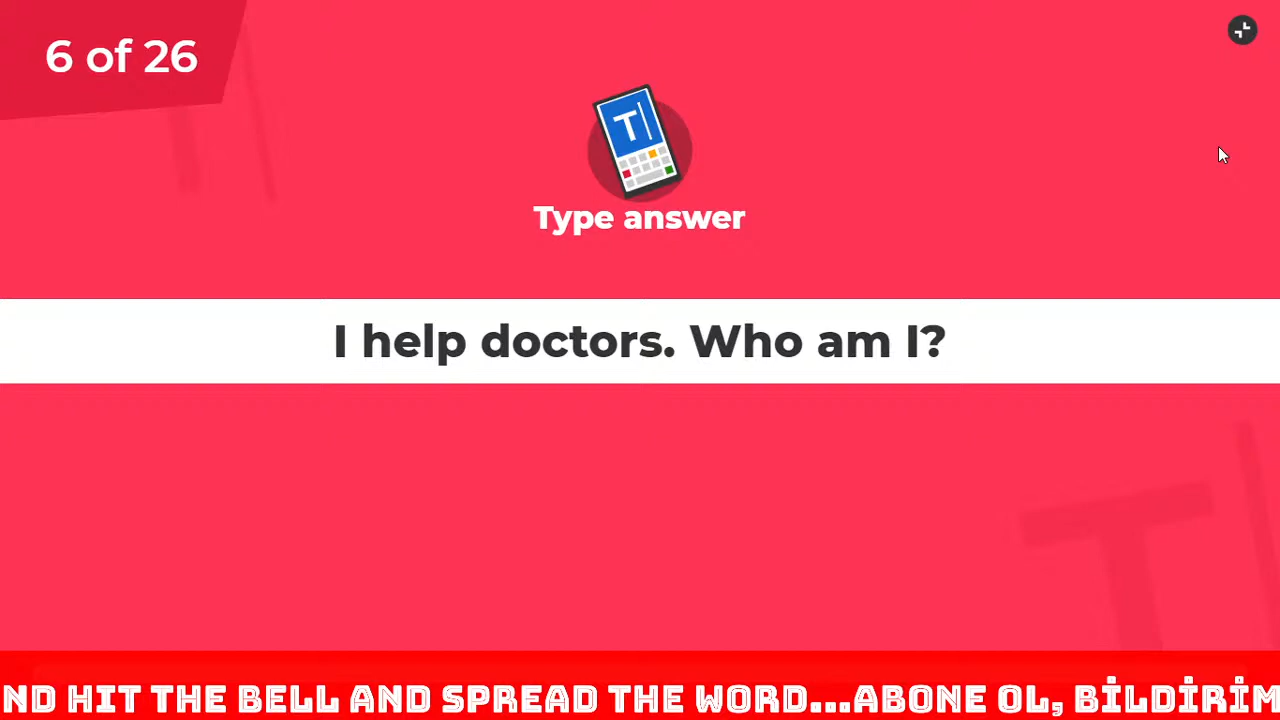 6 of 26
T
Type answer
I help doctors. Who am I?
T
ND HIT THE BELL AND SPREAD THE WORD...ABONE OL, BİLDİRİM